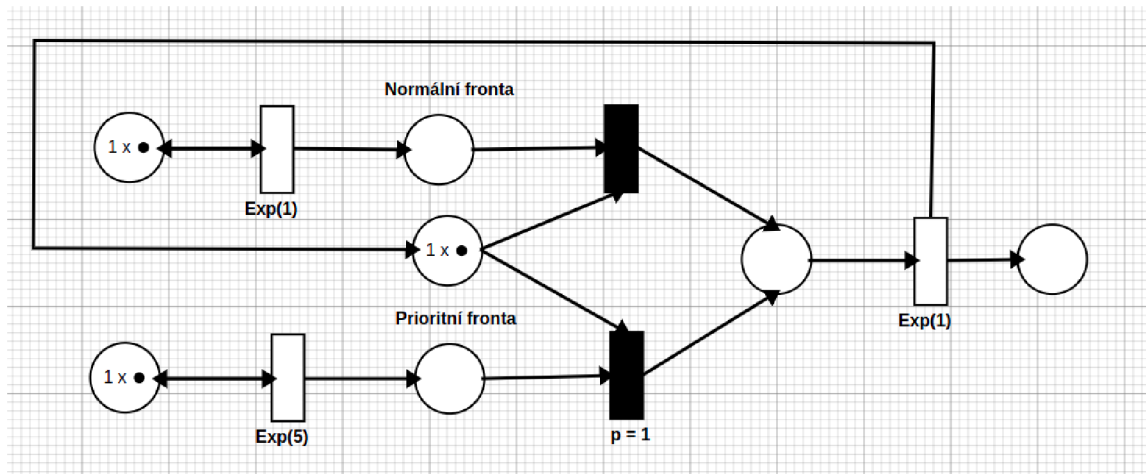 Normální fronta
1 x
Exp(1)
1 x
Prioritní fronta
Exp(1)
1 x
Exp(5)
p = 1